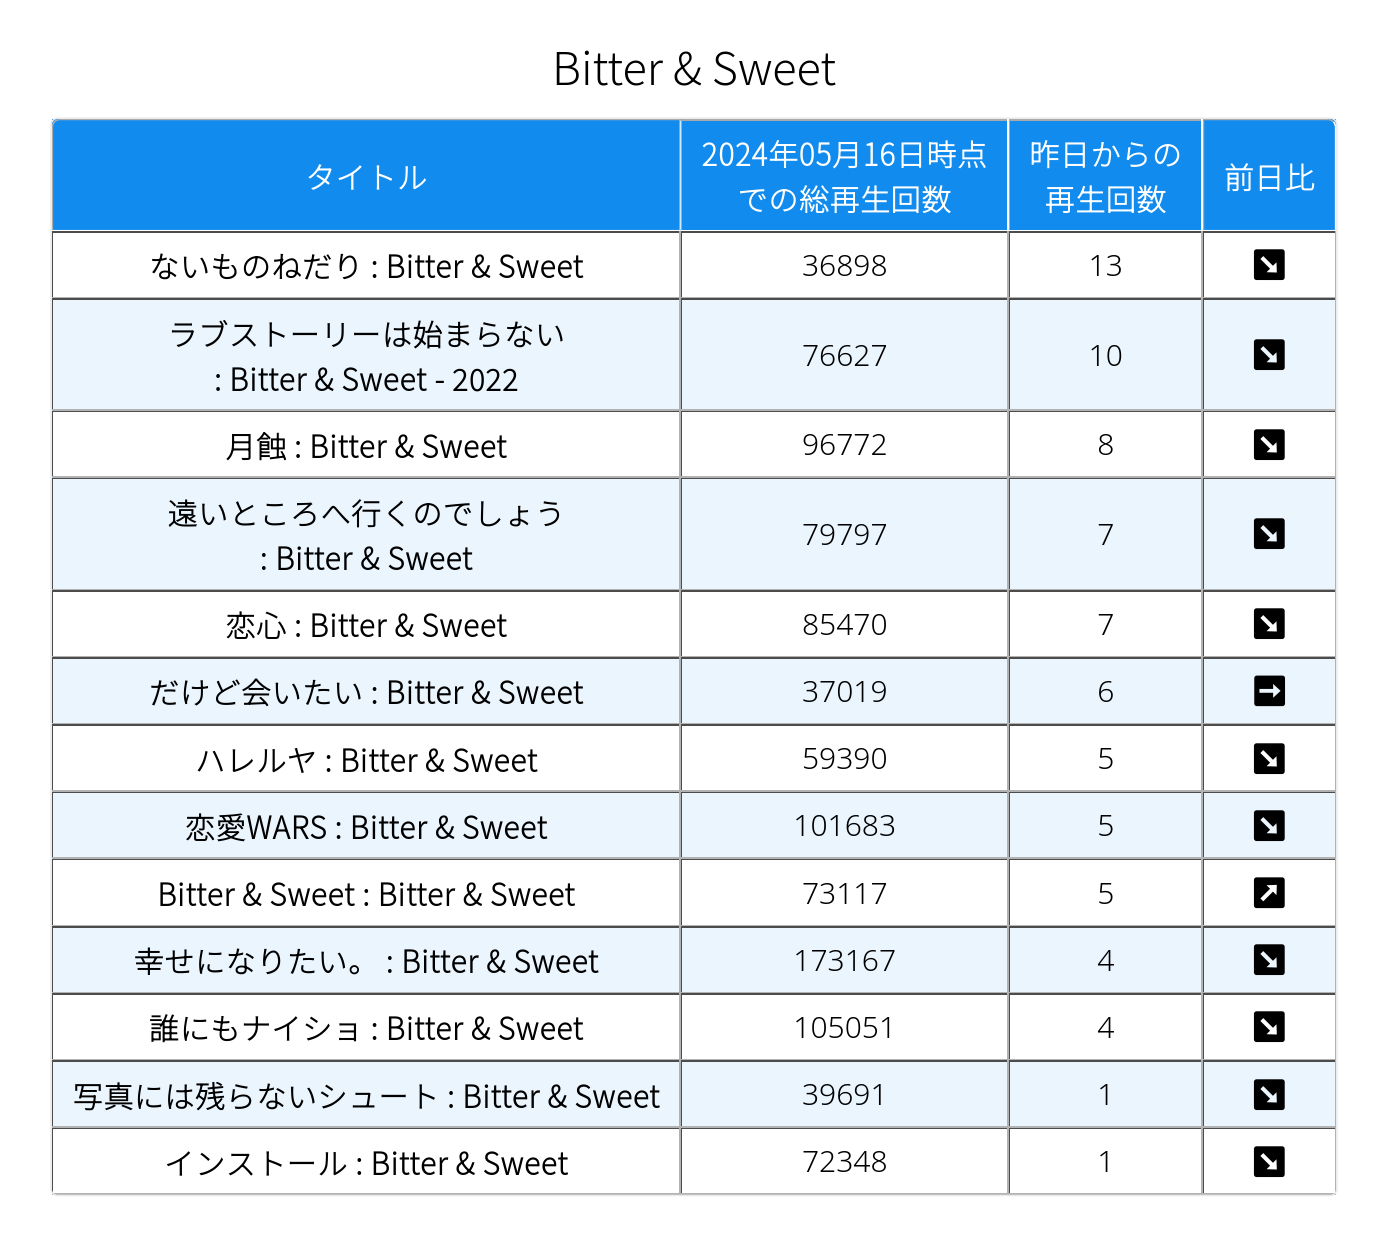 Bitter & Sweet
タイトル
2024年05月16日時点
での総再生回数
昨日からの
再生回数
前日比
ないものねだり : Bitter & Sweet 36898 13 ↘
ラブストーリーは始まらない
: Bitter & Sweet - 2022 76627 10 ↘
月蝕 : Bitter & Sweet 96772 8 ↘
遠いところへ行くのでしょう
: Bitter & Sweet 79797 7 ↘
恋心 : Bitter & Sweet 85470 7 ↘
だけど会いたい : Bitter & Sweet 37019 6 →
ハレルヤ : Bitter & Sweet 59390 5 ↘
恋愛WARS : Bitter & Sweet 101683 5 ↘
Bitter & Sweet : Bitter & Sweet 73117 5 ↗
幸せになりたい。 : Bitter & Sweet 173167 4 ↘
誰にもナイショ : Bitter & Sweet 105051 4 ↘
写真には残らないシュート : Bitter & Sweet 39691 1 ↘
インストール : Bitter & Sweet 72348 1 ↘